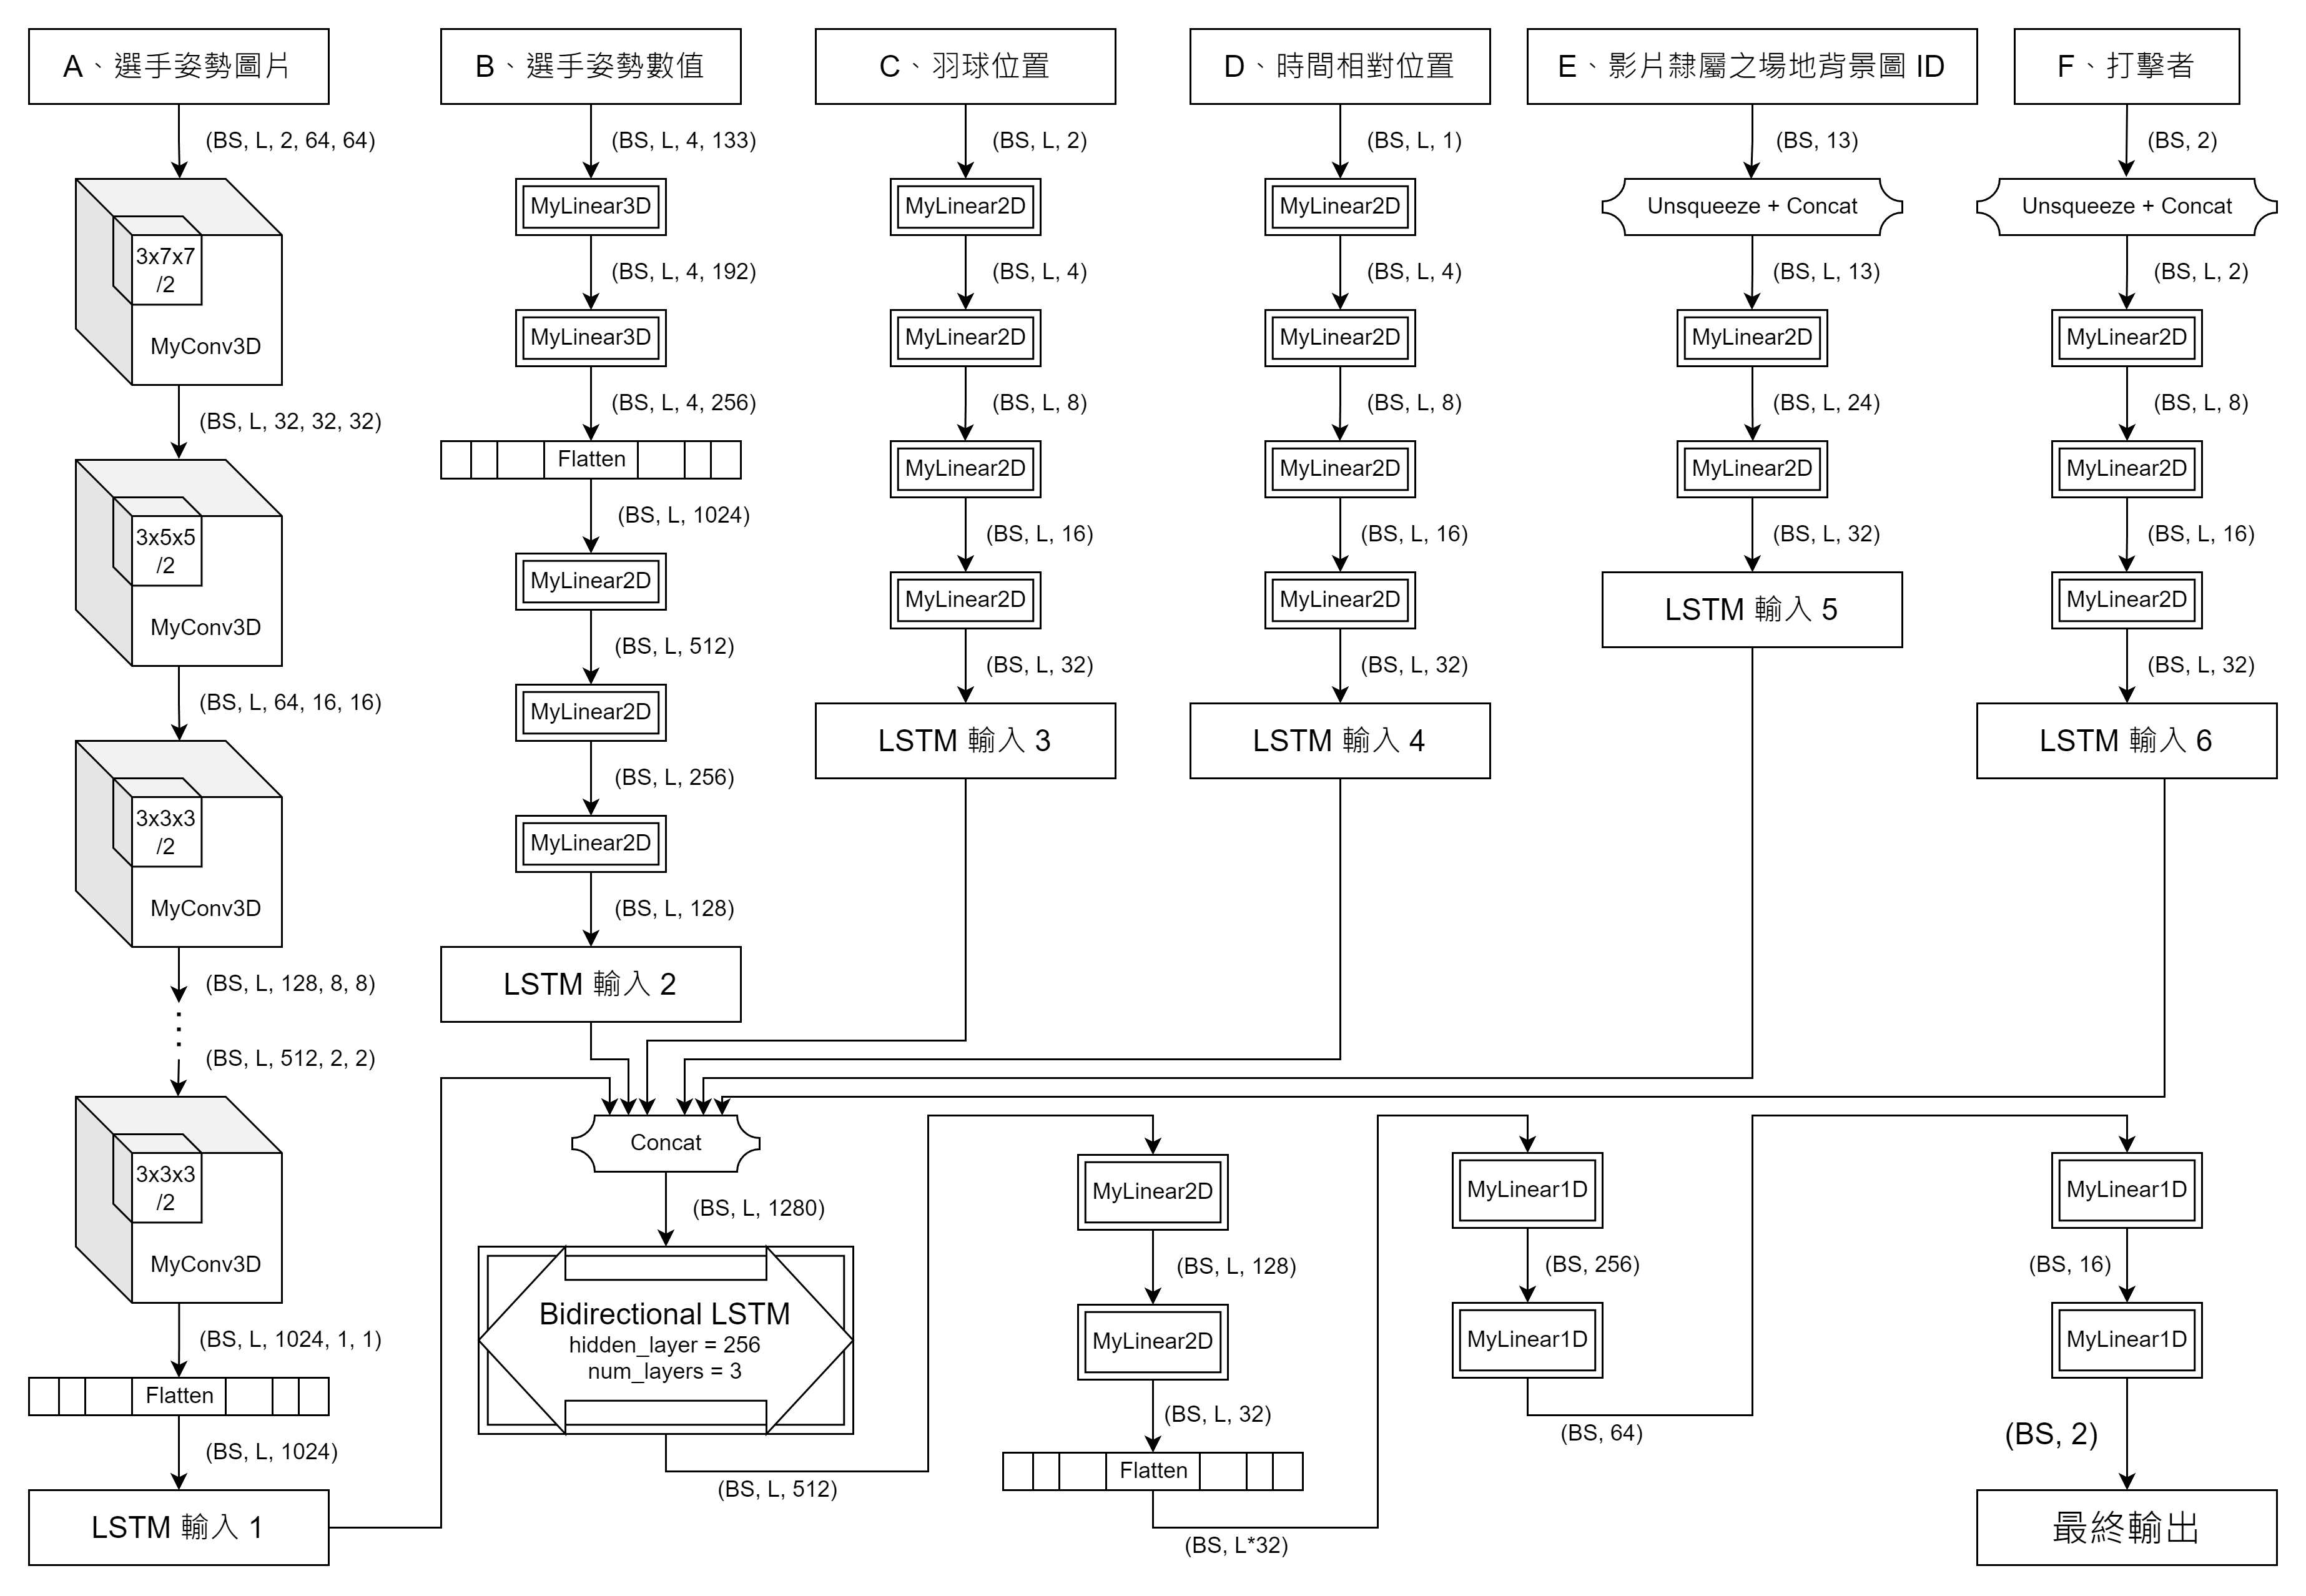 A、選手姿勢圖片
(BS, L, 2, 64, 64)
3x7x7
/2
MyConv3D
(BS, L, 32, 32, 32)
3x5x5
/2
MyConv3D
(BS, L, 64, 16, 16)
3x3x3
/2
MyConv3D
(BS, L, 128, 8, 8)
(BS, L, 512, 2, 2)
3x3x3
/2
MyConv3D
(BS, L, 1024, 1, 1)
Flatten
(BS, L, 1024)
LSTM 輸入 1
B、選手姿勢數值
(BS, L, 4, 133)
MyLinear3D
(BS, L, 4, 192)
MyLinear3D
(BS, L, 4, 256)
Flatten
(BS, L, 1024)
MyLinear2D
(BS, L, 512)
MyLinear2D
(BS, L, 256)
MyLinear2D
(BS, L, 128)
LSTM 輸入 2
C、羽球位置
(BS, L, 2)
MyLinear2D
(BS, L, 4)
MyLinear2D
(BS, L, 8)
MyLinear2D
(BS, L, 16)
MyLinear2D
(BS, L, 32)
LSTM 輸入 3
D、時間相對位置
(BS, L, 1)
MyLinear2D
(BS, L, 4)
MyLinear2D
(BS, L, 8)
MyLinear2D
(BS, L, 16)
MyLinear2D
(BS, L, 32)
LSTM 輸入 4
E、影片隸屬之場地背景圖 ID
(BS, 13)
Unsqueeze + Concat
(BS, L, 13)
MyLinear2D
(BS, L, 24)
MyLinear2D
(BS, L, 32)
LSTM 輸入 5
F、打擊者
(BS, 2)
Unsqueeze + Concat
(BS, L, 2)
MyLinear2D
(BS, L, 8)
MyLinear2D
(BS, L, 16)
MyLinear2D
(BS, L, 32)
LSTM 輸入 6
Concat
(BS, L, 1280)
Bidirectional LSTM
hidden_layer = 256
num_layers = 3
(BS, L, 512)
MyLinear2D
(BS, L, 128)
MyLinear2D
(BS, L, 32)
Flatten
(BS, L*32)
MyLinear1D
(BS, 256)
MyLinear1D
(BS, 64)
MyLinear1D
(BS, 16)
MyLinear1D
(BS, 2)
最終輸出